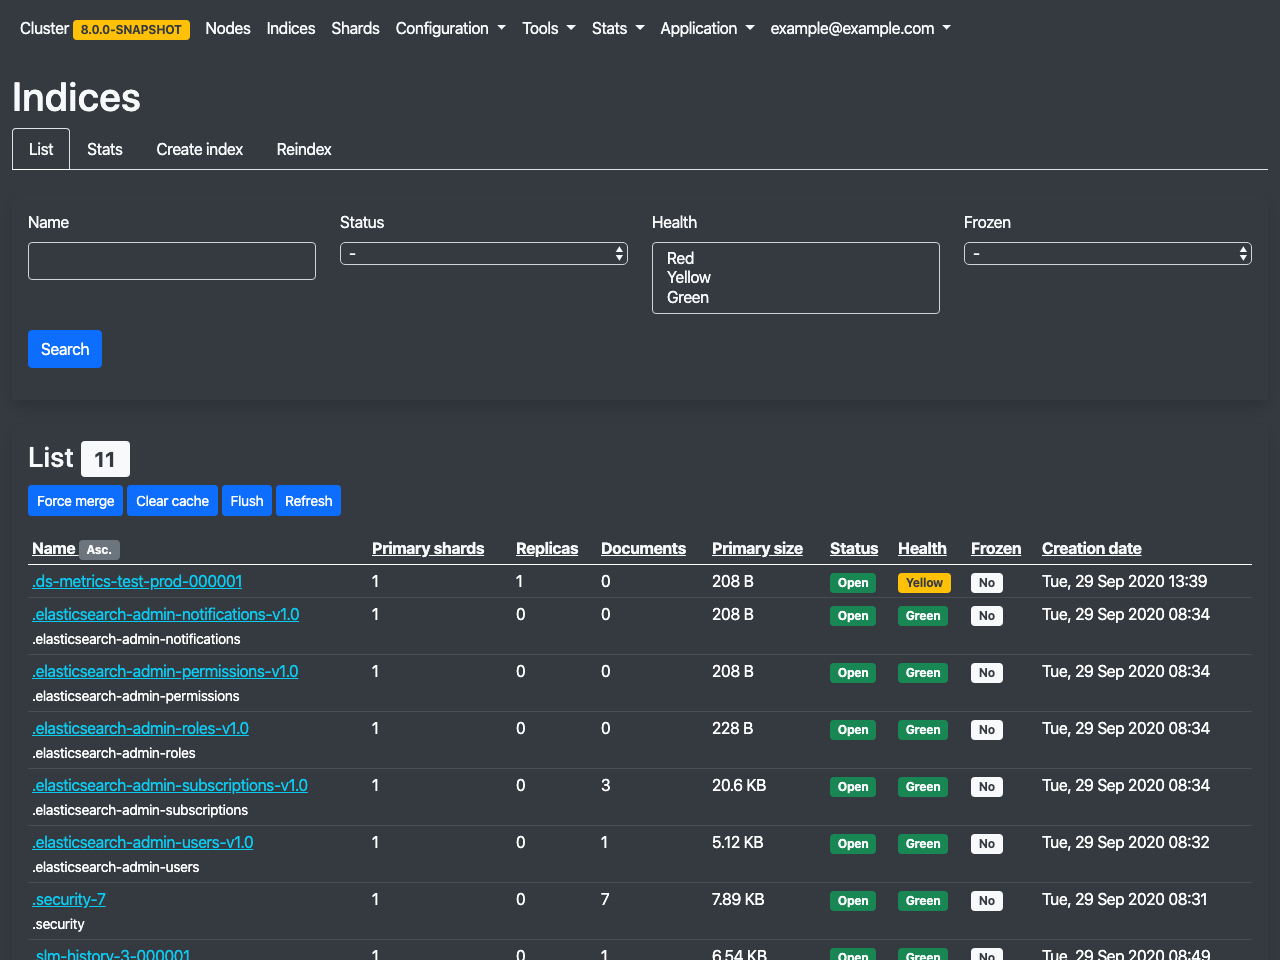 Cluster 8.0.0-SNAPSHOT Nodes Indices Shards Configuration Tools Stats Application example@example.com
Indices
List Stats Create index Reindex
Name Status Health Frozen
- Red -
Yellow
Green
Search
List 11
Force merge Clear cache Flush Refresh
Name Asc. Primary shards Replicas Documents Primary size Status Health Frozen Creation date
.ds-metrics-test-prod-000001 1 1 0 208 B Open Yellow No Tue, 29 Sep 2020 13:39
.elasticsearch-admin-notifications-v1.0 1 0 0 208 B Open Green No Tue, 29 Sep 2020 08:34
.elasticsearch-admin-notifications
.elasticsearch-admin-permissions-v1.0 1 0 0 208 B Open Green No Tue, 29 Sep 2020 08:34
.elasticsearch-admin-permissions
.elasticsearch-admin-roles-v1.0 1 0 0 228 B Open Green No Tue, 29 Sep 2020 08:34
.elasticsearch-admin-roles
.elasticsearch-admin-subscriptions-v1.0 1 0 3 20.6 KB Open Green No Tue, 29 Sep 2020 08:34
.elasticsearch-admin-subscriptions
.elasticsearch-admin-users-v1.0 1 0 1 5.12 KB Open Green No Tue, 29 Sep 2020 08:32
.elasticsearch-admin-users
.security-7 1 0 7 7.89 KB Open Green No Tue, 29 Sep 2020 08:31
.security
.slm-history-3-000001 1 0 1 6.54 KB Open Green No Tue, 29 Sep 2020 08:49